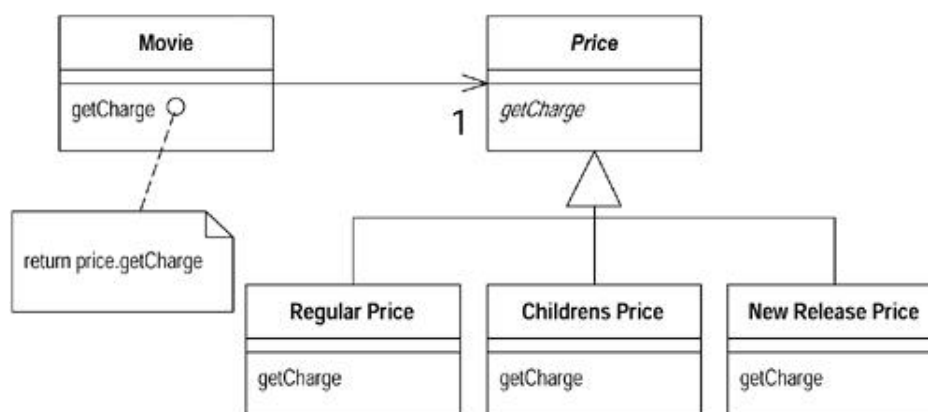 Movie
Price
getCharge
1
getCharge
return price.getCharge
Regular Price
Childrens Price
New Release Price
getCharge
getCharge
getCharge